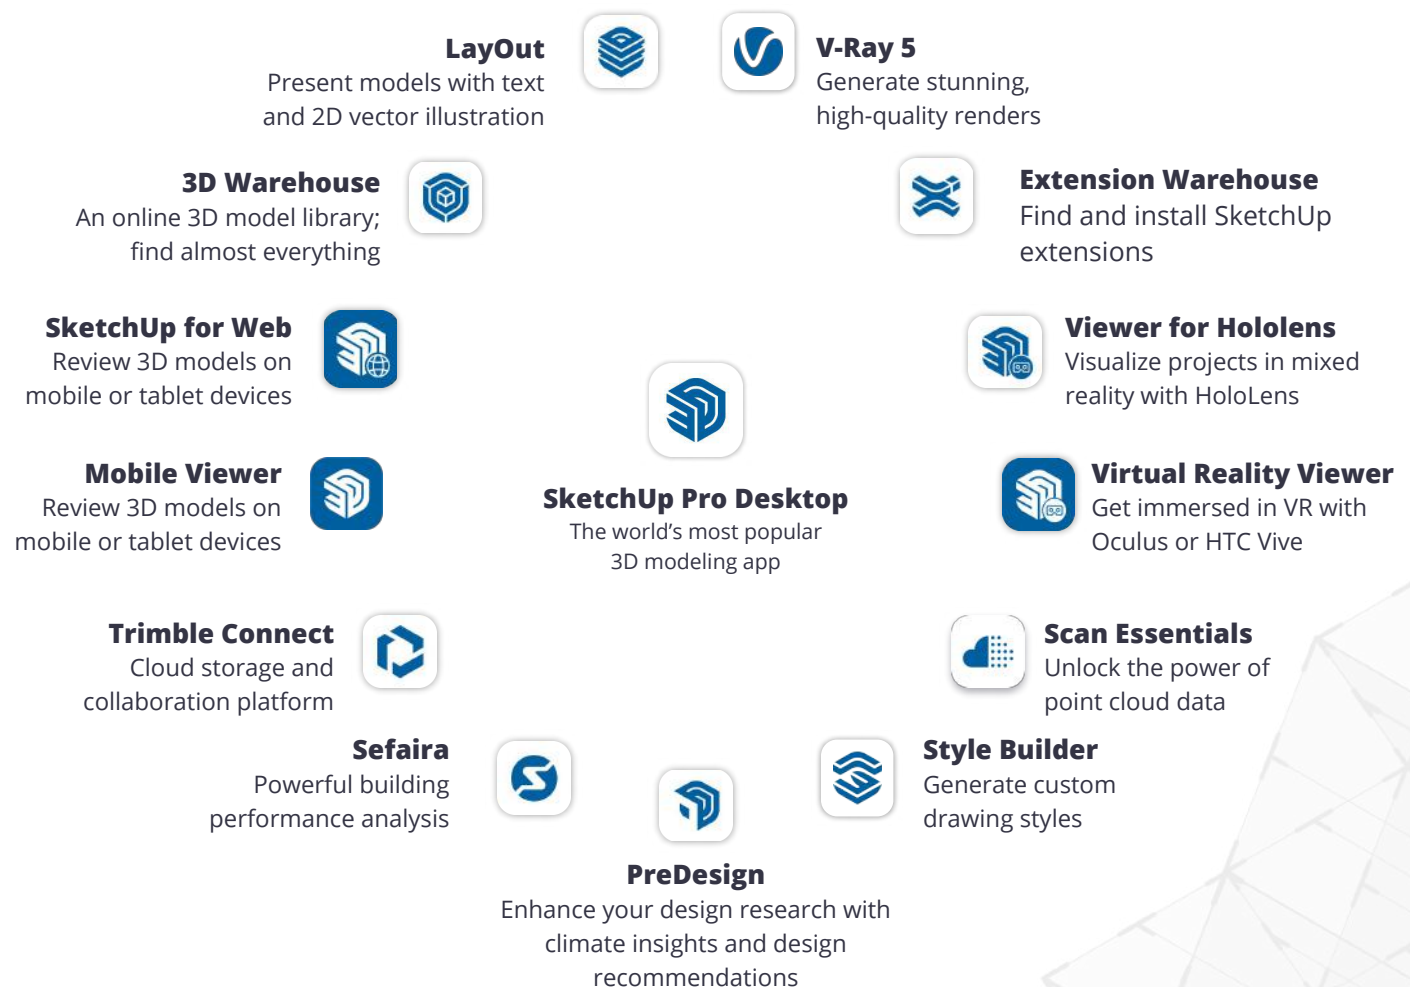 LayOut
Present models with text
and 2D vector illustration
V-Ray 5
Generate stunning,
high-quality renders
3D Warehouse
An online 3D model library;
find almost everything
Extension Warehouse
Find and install SketchUp
extensions
SketchUp for Web
Review 3D models on
mobile or tablet devices
Viewer for Hololens
Visualize projects in mixed
reality with HoloLens
SketchUp Pro Desktop
The world’s most popular
3D modeling app
Mobile Viewer
Review 3D models on
mobile or tablet devices
Virtual Reality Viewer
Get immersed in VR with
Oculus or HTC Vive
Trimble Connect
Cloud storage and
collaboration platform
Scan Essentials
Unlock the power of
point cloud data
Sefaira
Powerful building
performance analysis
Style Builder
Generate custom
drawing styles
PreDesign
Enhance your design research with
climate insights and design
recommendations